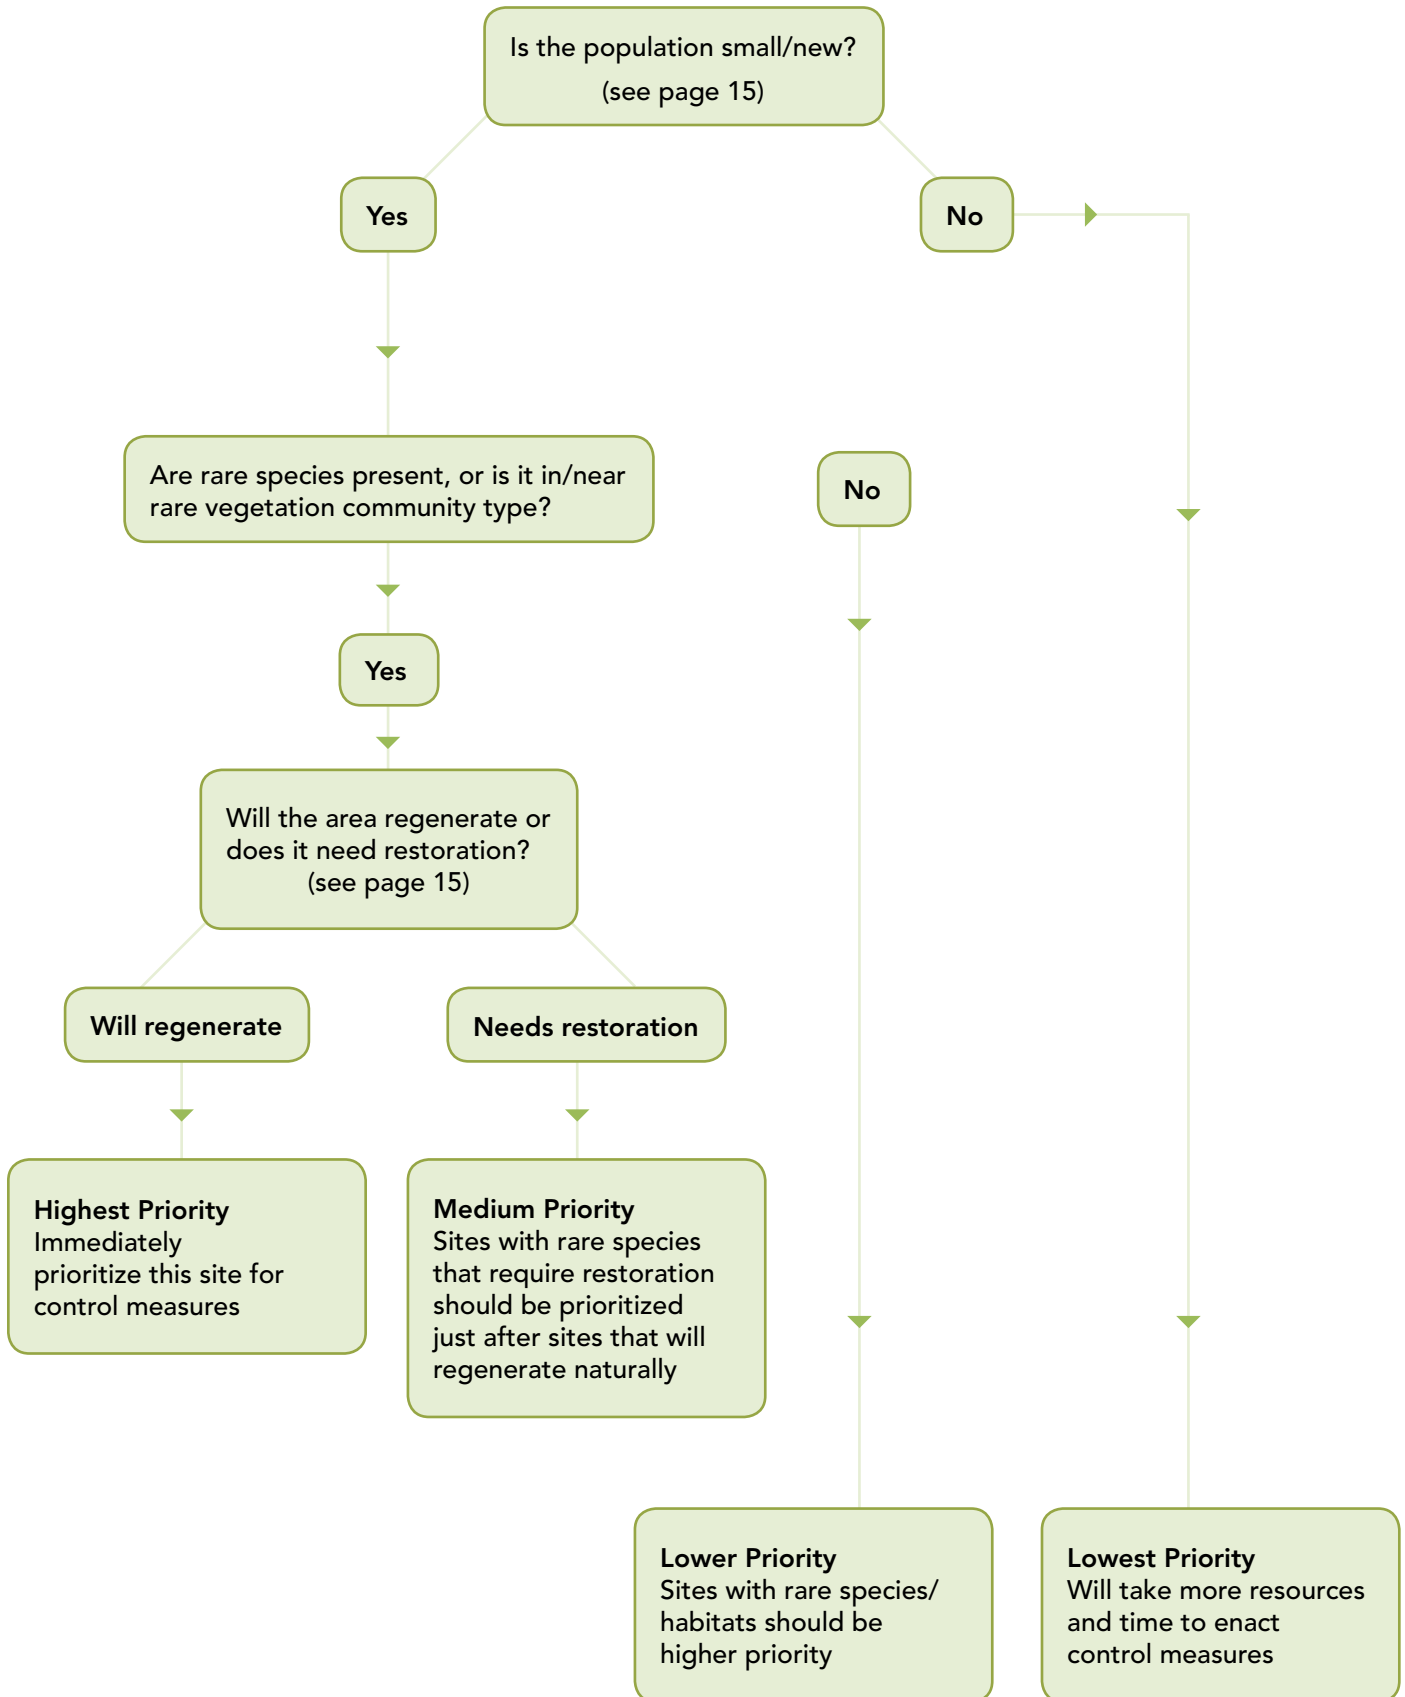 Is the population small/new?
(see page 15)
Yes
No
Are rare species present, or is it in/near
rare vegetation community type?
No
Yes
Will the area regenerate or
does it need restoration?
(see page 15)
Will regenerate
Needs restoration
Highest Priority
Immediately
prioritize this site for
control measures
Medium Priority
Sites with rare species
that require restoration
should be prioritized
just after sites that will
regenerate naturally
Lower Priority
Sites with rare species/
habitats should be
higher priority
Lowest Priority
Will take more resources
and time to enact
control measures